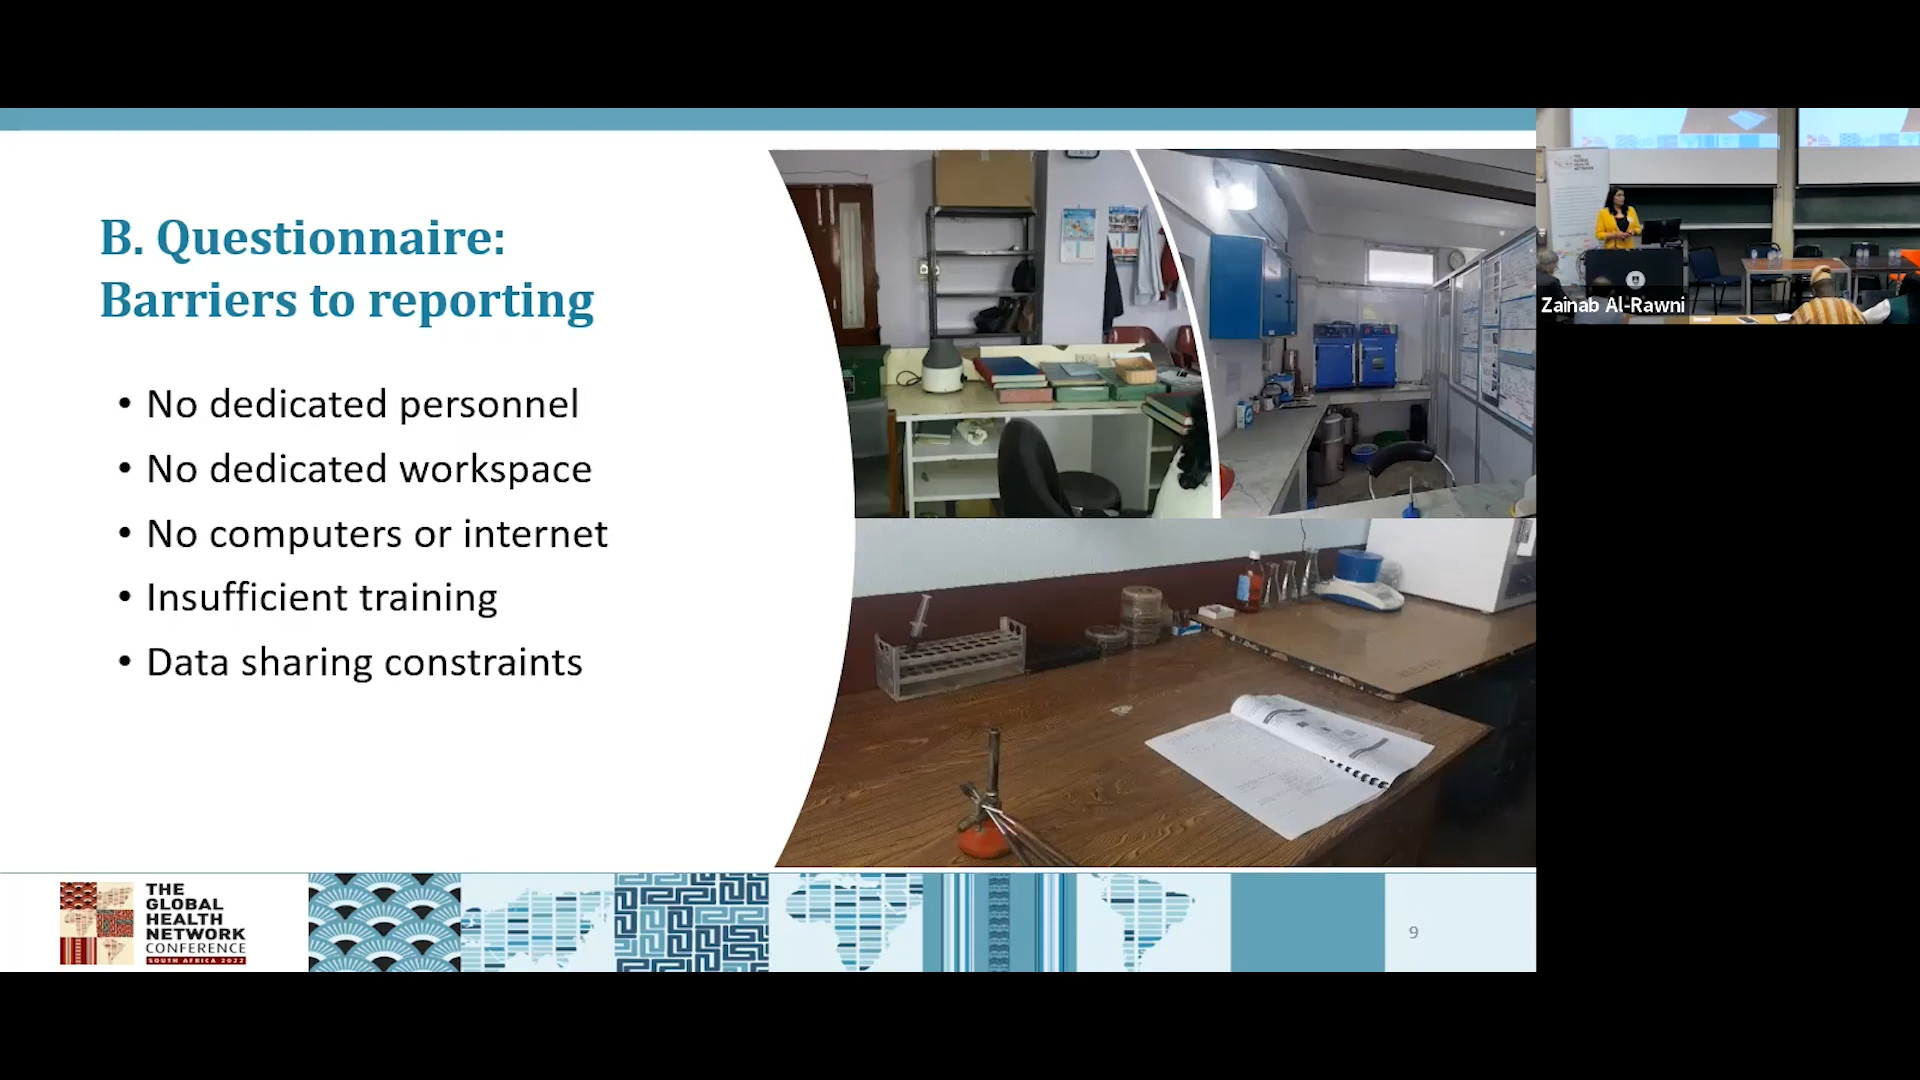 B. Questionnaire:
Barriers to reporting
• No dedicated personnel
• No dedicated workspace
• No computers or internet
• Insufficient training
• Data sharing constraints
Zainab Al-Rawni
THE
GLOBAL
HEALTH
NETWORK
CONFERENCE
SOUTH AFRICA 2022
9